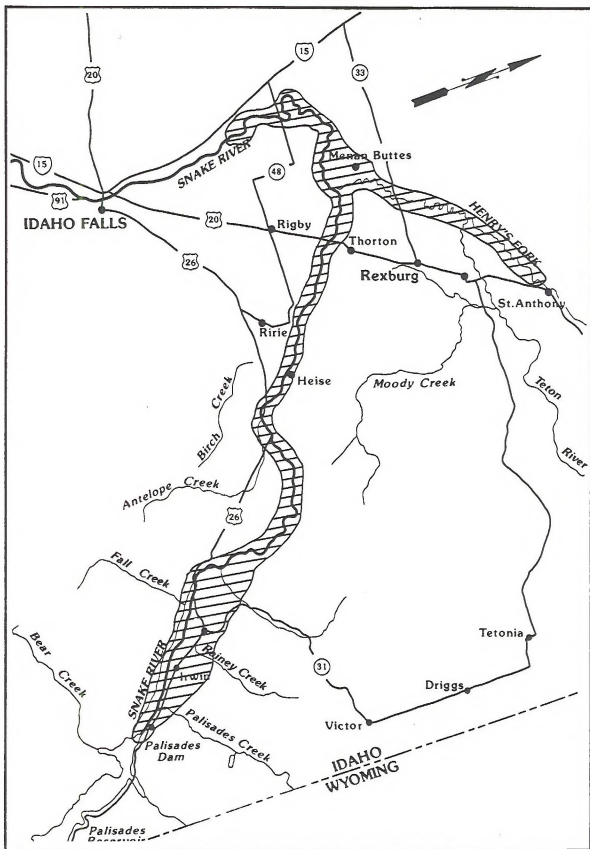 15
20
33
SNAKE RIVER
Menan Buttes
15
91
48
HENRY'S FORK
IDAHO FALLS
20
Rigby
Thorton
26
Rexburg
St. Anthony
Ririe
Heise
Moody Creek
Teton
River
Birch Creek
Antelope Creek
26
Fall Creek
Bear
Creek
SNAKE RIVER
Rainey Creek
Irwin
31
Tetonia
Driggs
Victor
Palisades Creek
Palisades
Dam
IDAHO
WYOMING
Palisades
Reservoir